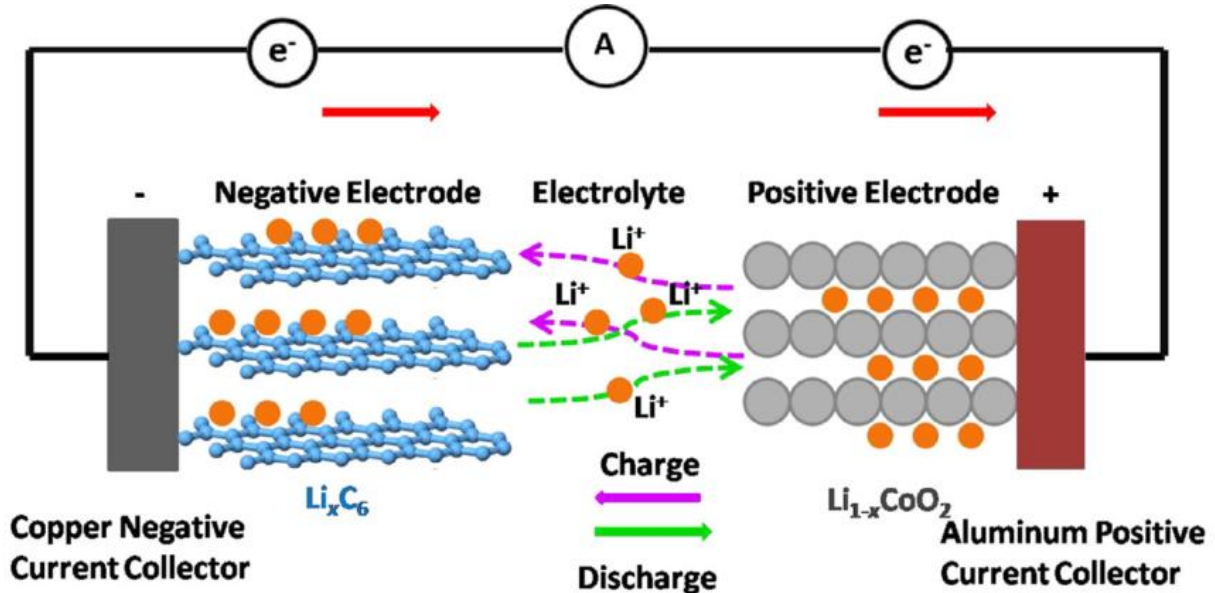 e⁻
A
e⁻
-
Negative Electrode
Electrolyte
Positive Electrode
+
Li⁺
Li⁺
Li⁺
Li⁺
LiₓC₆
Charge
Li₁₋ₓCoO₂
Copper Negative
Current Collector
Discharge
Aluminum Positive
Current Collector